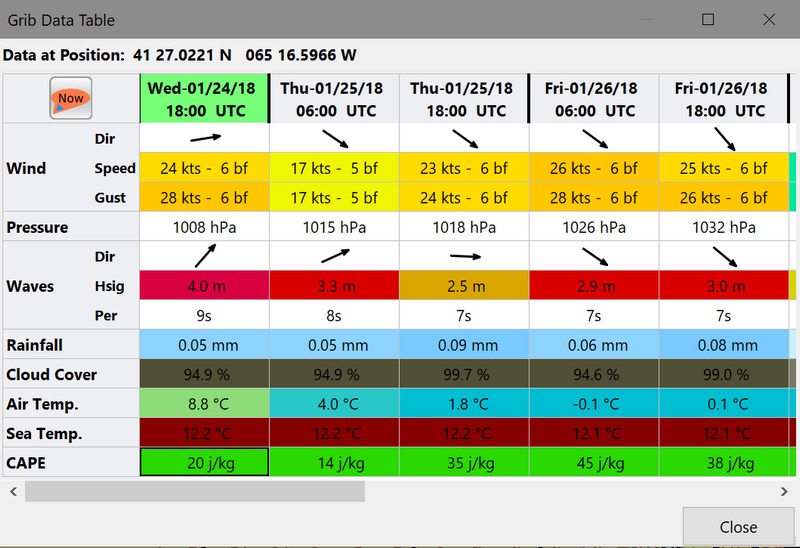 Grib Data Table
Data at Position: 41 27.0221 N 065 16.5966 W
Now
Wed-01/24/18 Thu-01/25/18 Thu-01/25/18 Fri-01/26/18 Fri-01/26/18
18:00 UTC 06:00 UTC 18:00 UTC 06:00 UTC 18:00 UTC
Dir
Wind Speed 24 kts - 6 bf 17 kts - 5 bf 23 kts - 6 bf 26 kts - 6 bf 25 kts - 6 bf
Gust 28 kts - 6 bf 17 kts - 5 bf 24 kts - 6 bf 28 kts - 6 bf 26 kts - 6 bf
Pressure 1008 hPa 1015 hPa 1018 hPa 1026 hPa 1032 hPa
Dir
Waves Hsig 4.0 m 3.3 m 2.5 m 2.9 m 3.0 m
Per 9s 8s 7s 7s 7s
Rainfall 0.05 mm 0.05 mm 0.09 mm 0.06 mm 0.08 mm
Cloud Cover 94.9 % 94.9 % 99.7 % 94.6 % 99.0 %
Air Temp. 8.8 °C 4.0 °C 1.8 °C -0.1 °C 0.1 °C
Sea Temp. 12.2 °C 12.2 °C 12.2 °C 12.1 °C 12.1 °C
CAPE 20 j/kg 14 j/kg 35 j/kg 45 j/kg 38 j/kg
Close